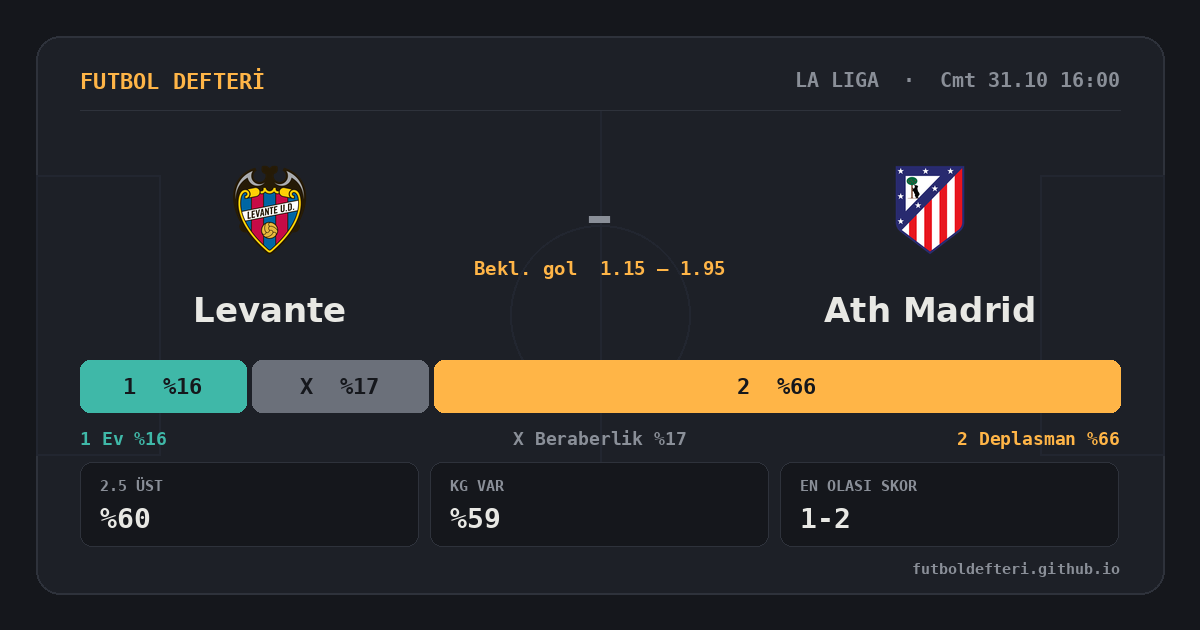 FUTBOL DEFTERİ
LA LIGA · Cmt 31.10 16:00
LEVANTE U.D.
–
Bekl. gol 1.15 – 1.95
Levante
Ath Madrid
1 %16
X %17
2 %66
1 Ev %16
X Beraberlik %17
2 Deplasman %66
2.5 ÜST
%60
KG VAR
%59
EN OLASI SKOR
1-2
futboldefteri.github.io